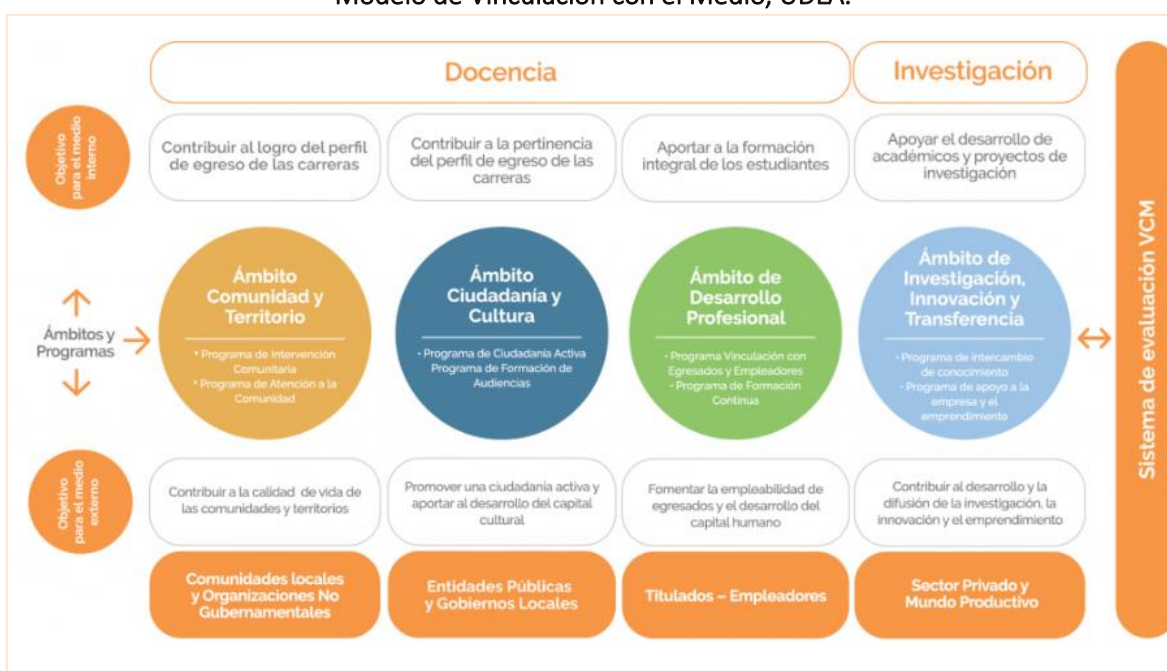 Modelo de Vinculación con el Medio, UDLA.
Docencia
Investigación
Objetivo
para el medio
interno
Contribuir al logro del perfil
de egreso de las carreras
Contribuir a la pertinencia
del perfil de egreso de las
carreras
Aportar a la formación
integral de los estudiantes
Apoyar el desarrollo de
académicos y proyectos de
investigación
Ámbitos y
Programas
Ámbito
Comunidad y
Territorio
• Programa de Intervención
Comunitaria
• Programa de Atención a la
Comunidad
Ámbito
Ciudadanía y
Cultura
• Programa de Ciudadanía Activa
Programa de Formación de
Audiencias
Ámbito de
Desarrollo
Profesional
• Programa Vinculación con
Egresados y Empleadores
• Programa de Formación
Continua
Ámbito de
Investigación,
Innovación y
Transferencia
• Programa de intercambio
de conocimiento
• Programa de apoyo a la
empresa y el
emprendimiento
Objetivo
para el medio
externo
Contribuir a la calidad de vida de
las comunidades y territorios
Promover una ciudadanía activa y
aportar al desarrollo del capital
cultural
Fomentar la empleabilidad de
egresados y el desarrollo del
capital humano
Contribuir al desarrollo y la
difusión de la investigación, la
innovación y el emprendimiento
Comunidades locales
y Organizaciones No
Gubernamentales
Entidades Públicas
y Gobiernos Locales
Titulados – Empleadores
Sector Privado y
Mundo Productivo
Sistema de evaluación VCM